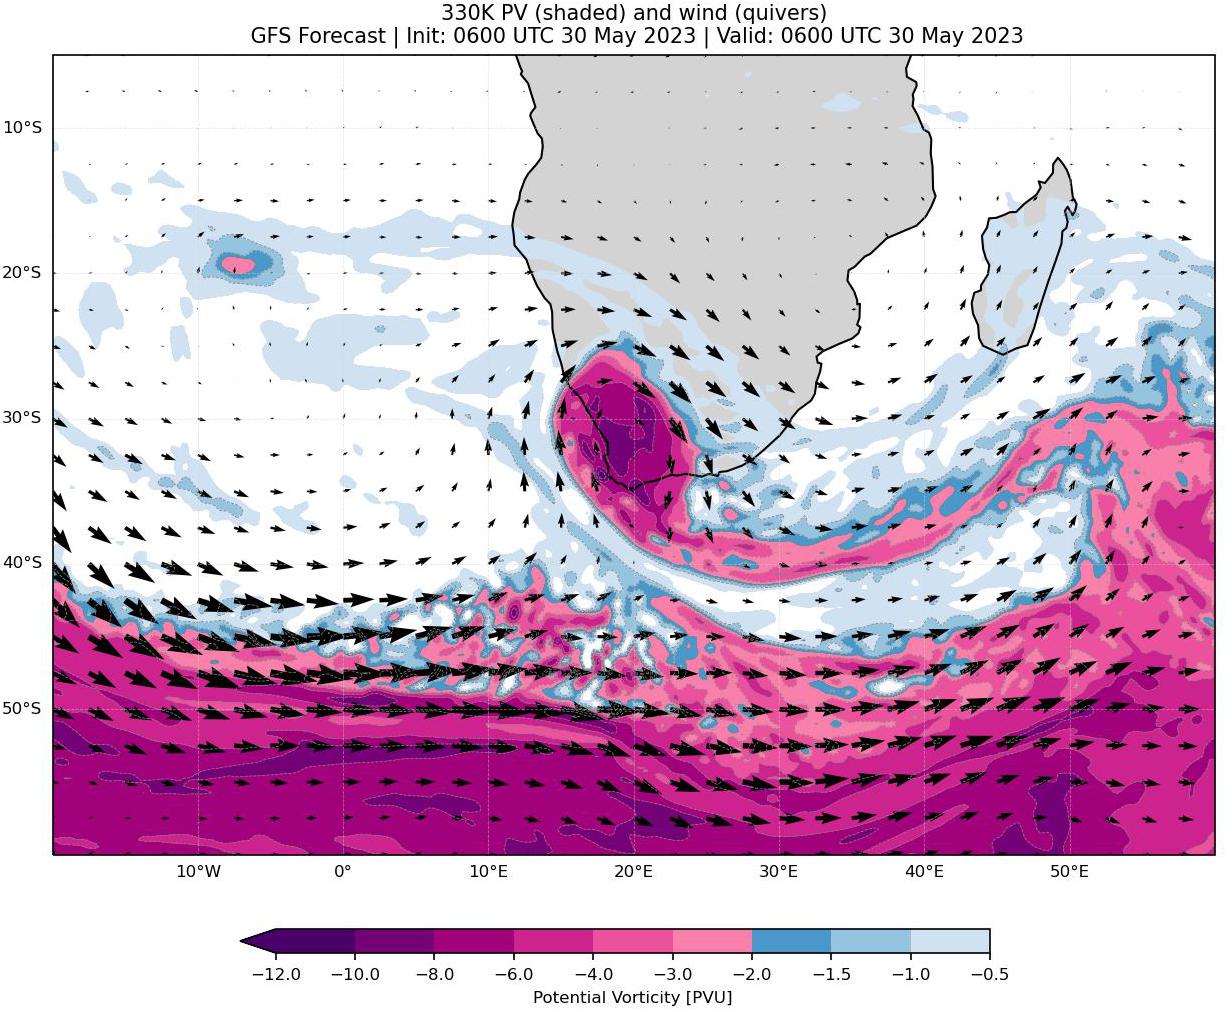 330K PV (shaded) and wind (quivers)
GFS Forecast | Init: 0600 UTC 30 May 2023 | Valid: 0600 UTC 30 May 2023
10°S
20°S
30°S
40°S
50°S
10°W 0° 10°E 20°E 30°E 40°E 50°E
−12.0 −10.0 −8.0 −6.0 −4.0 −3.0 −2.0 −1.5 −1.0 −0.5
Potential Vorticity [PVU]